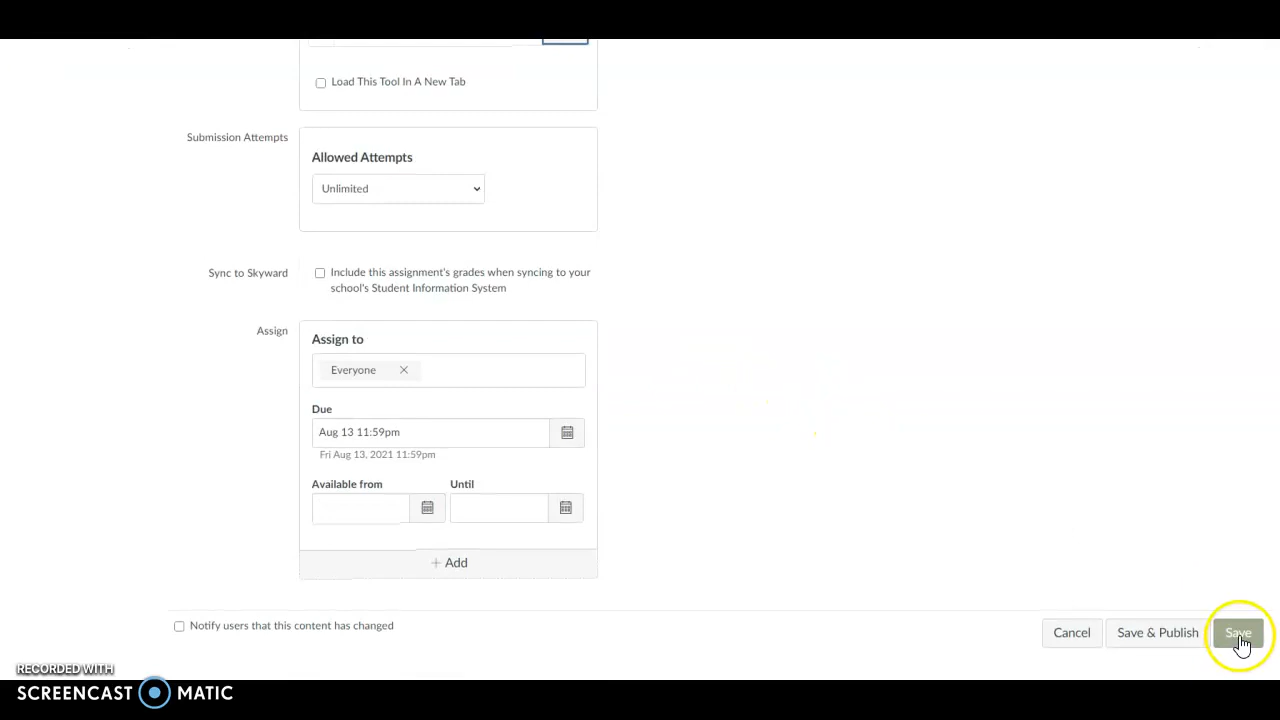 Load This Tool In A New Tab
Submission Attempts
Allowed Attempts
Unlimited
Sync to Skyward
Include this assignment's grades when syncing to your
school's Student Information System
Assign
Assign to
Everyone
Due
Aug 13 11:59pm
Fri Aug 13, 2021 11:59pm
Available from
Until
+ Add
Notify users that this content has changed
Cancel
Save & Publish
Save
RECORDED WITH
SCREENCAST MATIC